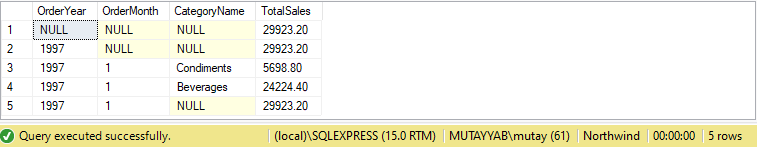 OrderYear OrderMonth CategoryName TotalSales
1 NULL NULL NULL 29923.20
2 1997 NULL NULL 29923.20
3 1997 1 Condiments 5698.80
4 1997 1 Beverages 24224.40
5 1997 1 NULL 29923.20
Query executed successfully. (local)\SQLEXPRESS (15.0 RTM) MUTAYYAB\mutay (61) Northwind 00:00:00 5 rows